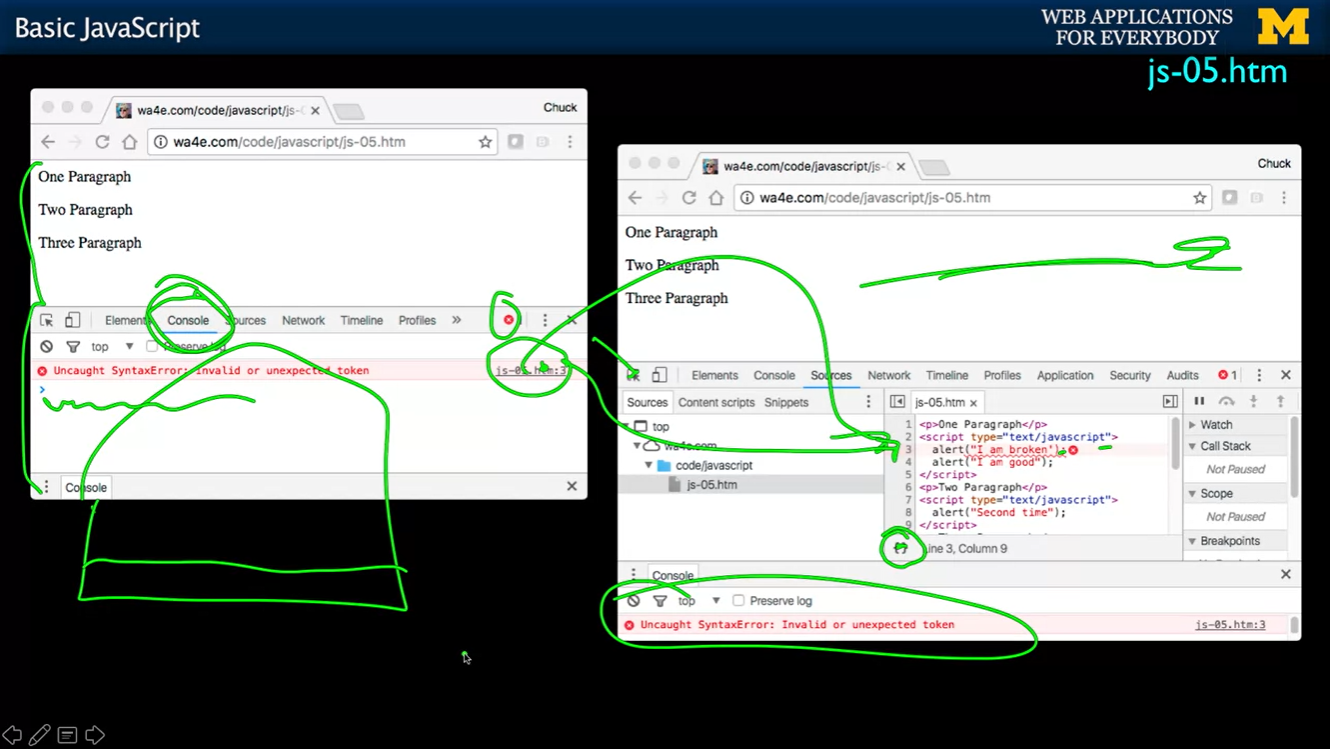 Basic JavaScript
WEB APPLICATIONS
FOR EVERYBODY
M
js-05.htm
wa4e.com/code/javascript/js-
Chuck
wa4e.com/code/javascript/js-05.htm
One Paragraph
Two Paragraph
Three Paragraph
Elements Console Sources Network Timeline Profiles »
top Preserve log
Uncaught SyntaxError: Invalid or unexpected token js-05.htm:3
Console
wa4e.com/code/javascript/js-
Chuck
wa4e.com/code/javascript/js-05.htm
One Paragraph
Two Paragraph
Three Paragraph
Elements Console Sources Network Timeline Profiles Application Security Audits 1
Sources Content scripts Snippets
top
wa4e.com
code/javascript
js-05.htm
js-05.htm
1 <p>One Paragraph</p>
2 <script type="text/javascript">
3 alert("I am broken');
4 alert("I am good");
5 </script>
6 <p>Two Paragraph</p>
7 <script type="text/javascript">
8 alert("Second time");
9 </script>
{} Line 3, Column 9
Watch
Call Stack
Not Paused
Scope
Not Paused
Breakpoints
Console
top Preserve log
Uncaught SyntaxError: Invalid or unexpected token js-05.htm:3